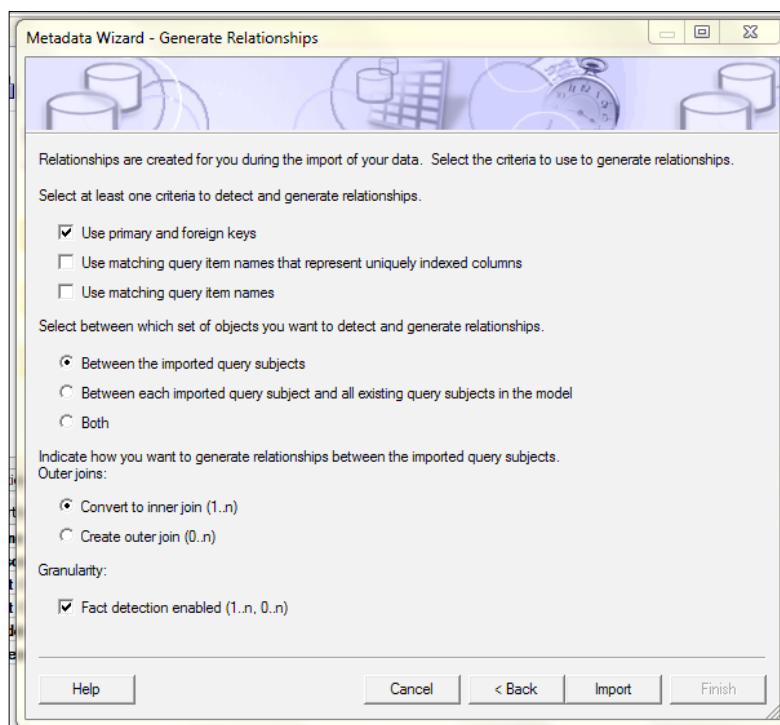 Metadata Wizard - Generate Relationships
Relationships are created for you during the import of your data. Select the criteria to use to generate relationships.
Select at least one criteria to detect and generate relationships.
Use primary and foreign keys
Use matching query item names that represent uniquely indexed columns
Use matching query item names
Select between which set of objects you want to detect and generate relationships.
Between the imported query subjects
Between each imported query subject and all existing query subjects in the model
Both
Indicate how you want to generate relationships between the imported query subjects.
Outer joins:
Convert to inner join (1..n)
Create outer join (0..n)
Granularity:
Fact detection enabled (1..n, 0..n)
Help Cancel < Back Import Finish